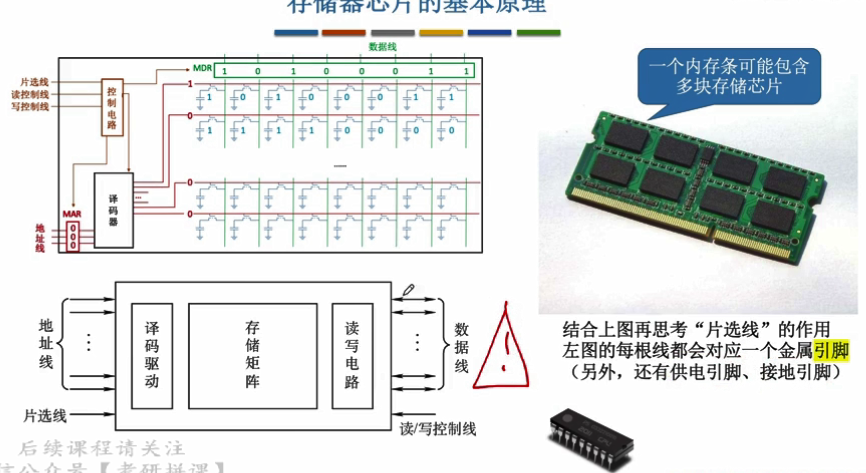 存储器芯片的基本原理
数据线
MDR 1 0 1 0 0 0 1 1
片选线
读控制线
写控制线
控制电路
1
1 0 1 0 0 0 1 1
0
1 1 1 0 0 0 0
......
译码器
0
0
MAR
地址线
0
0
0
一个内存条可能包含
多块存储芯片
地址线
译码驱动
存储矩阵
读写电路
数据线
片选线
读/写控制线
结合上图再思考“片选线”的作用
左图的每根线都会对应一个金属引脚
（另外，还有供电引脚、接地引脚）
后续课程请关注
信公众号【考研拼课】